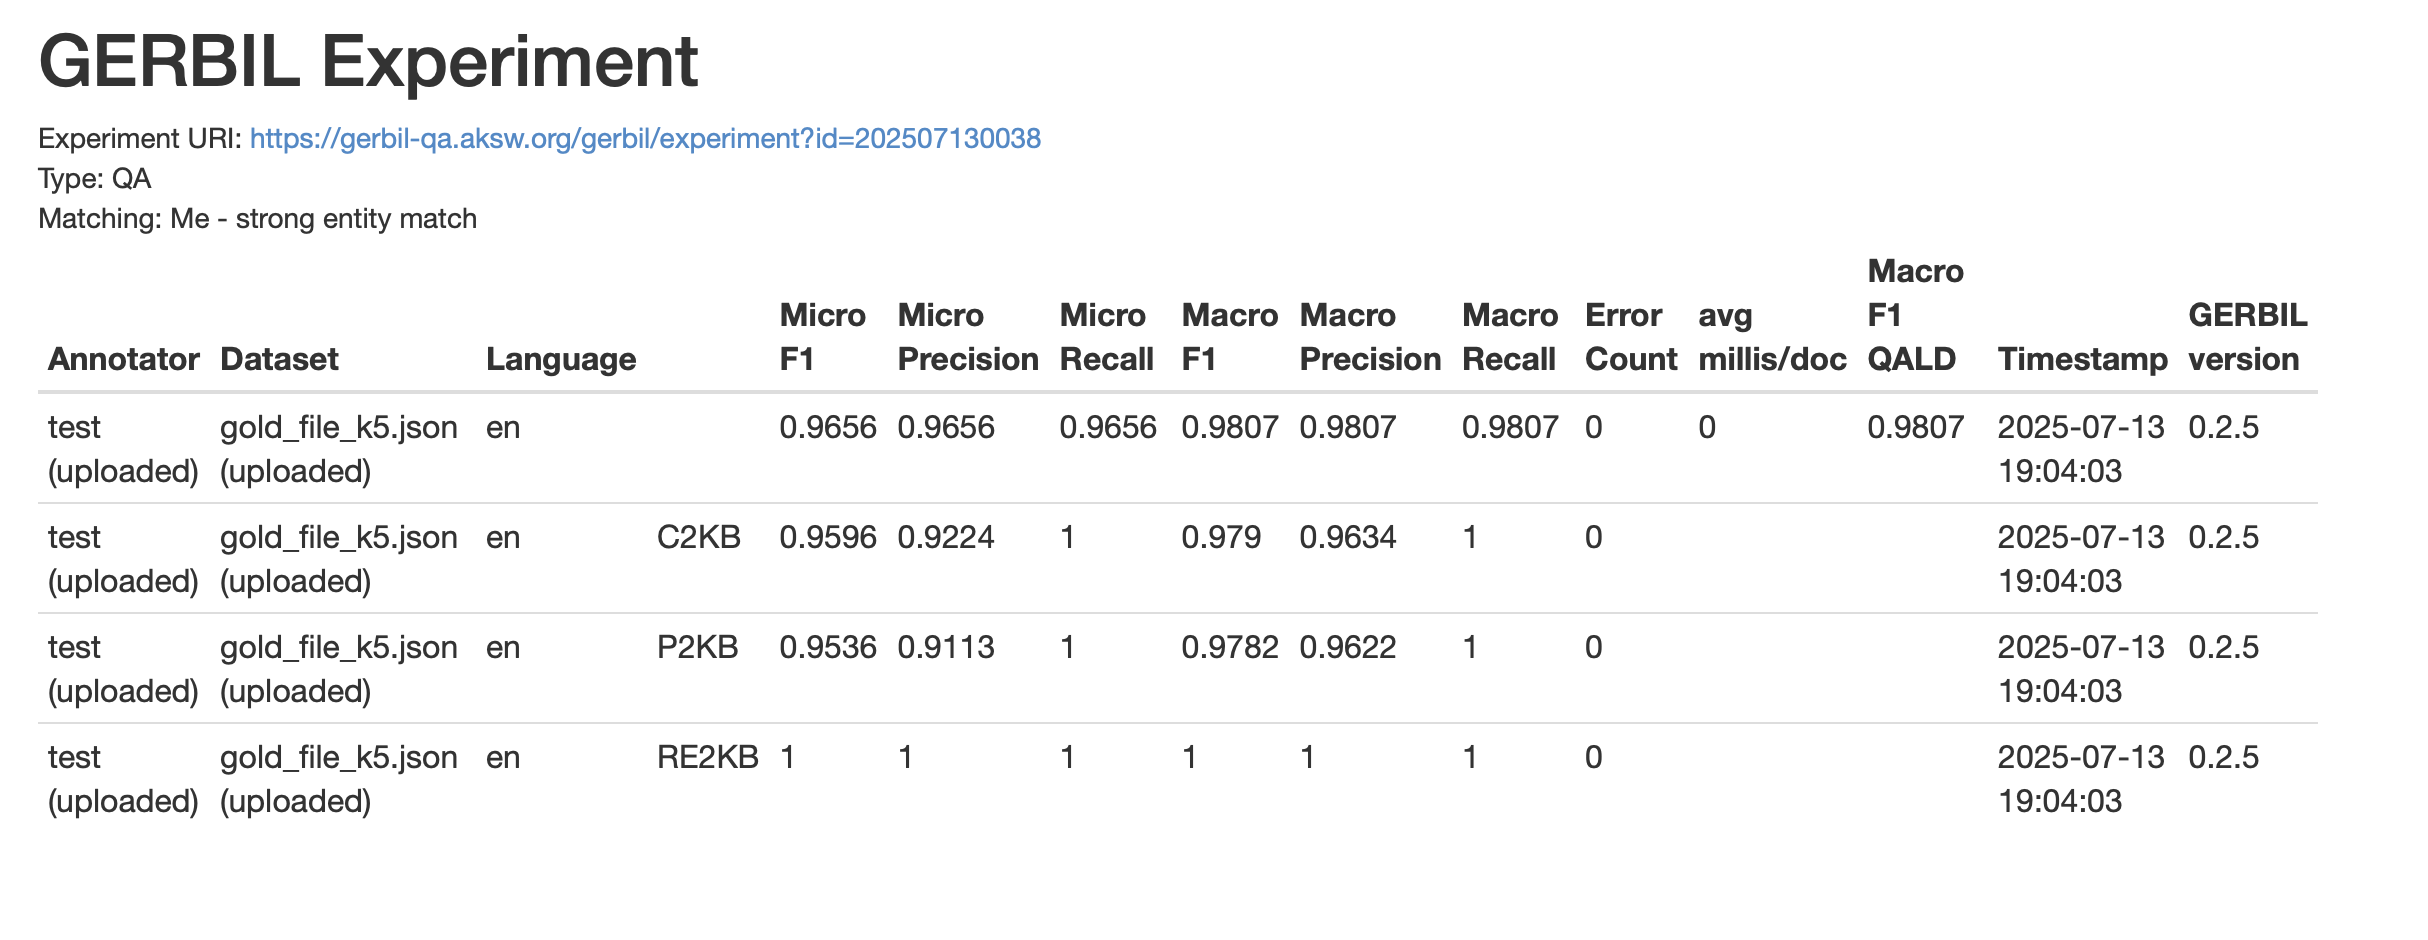 GERBIL Experiment
Experiment URI: https://gerbil-qa.aksw.org/gerbil/experiment?id=202507130038
Type: QA
Matching: Me - strong entity match
Annotator Dataset Language Micro F1 Micro Precision Micro Recall Macro F1 Macro Precision Macro Recall Error Count avg millis/doc Macro F1 QALD Timestamp GERBIL version
test (uploaded) gold_file_k5.json (uploaded) en 0.9656 0.9656 0.9656 0.9807 0.9807 0.9807 0 0 0.9807 2025-07-13 19:04:03 0.2.5
test (uploaded) gold_file_k5.json (uploaded) en C2KB 0.9596 0.9224 1 0.979 0.9634 1 0 2025-07-13 19:04:03 0.2.5
test (uploaded) gold_file_k5.json (uploaded) en P2KB 0.9536 0.9113 1 0.9782 0.9622 1 0 2025-07-13 19:04:03 0.2.5
test (uploaded) gold_file_k5.json (uploaded) en RE2KB 1 1 1 1 1 1 0 2025-07-13 19:04:03 0.2.5